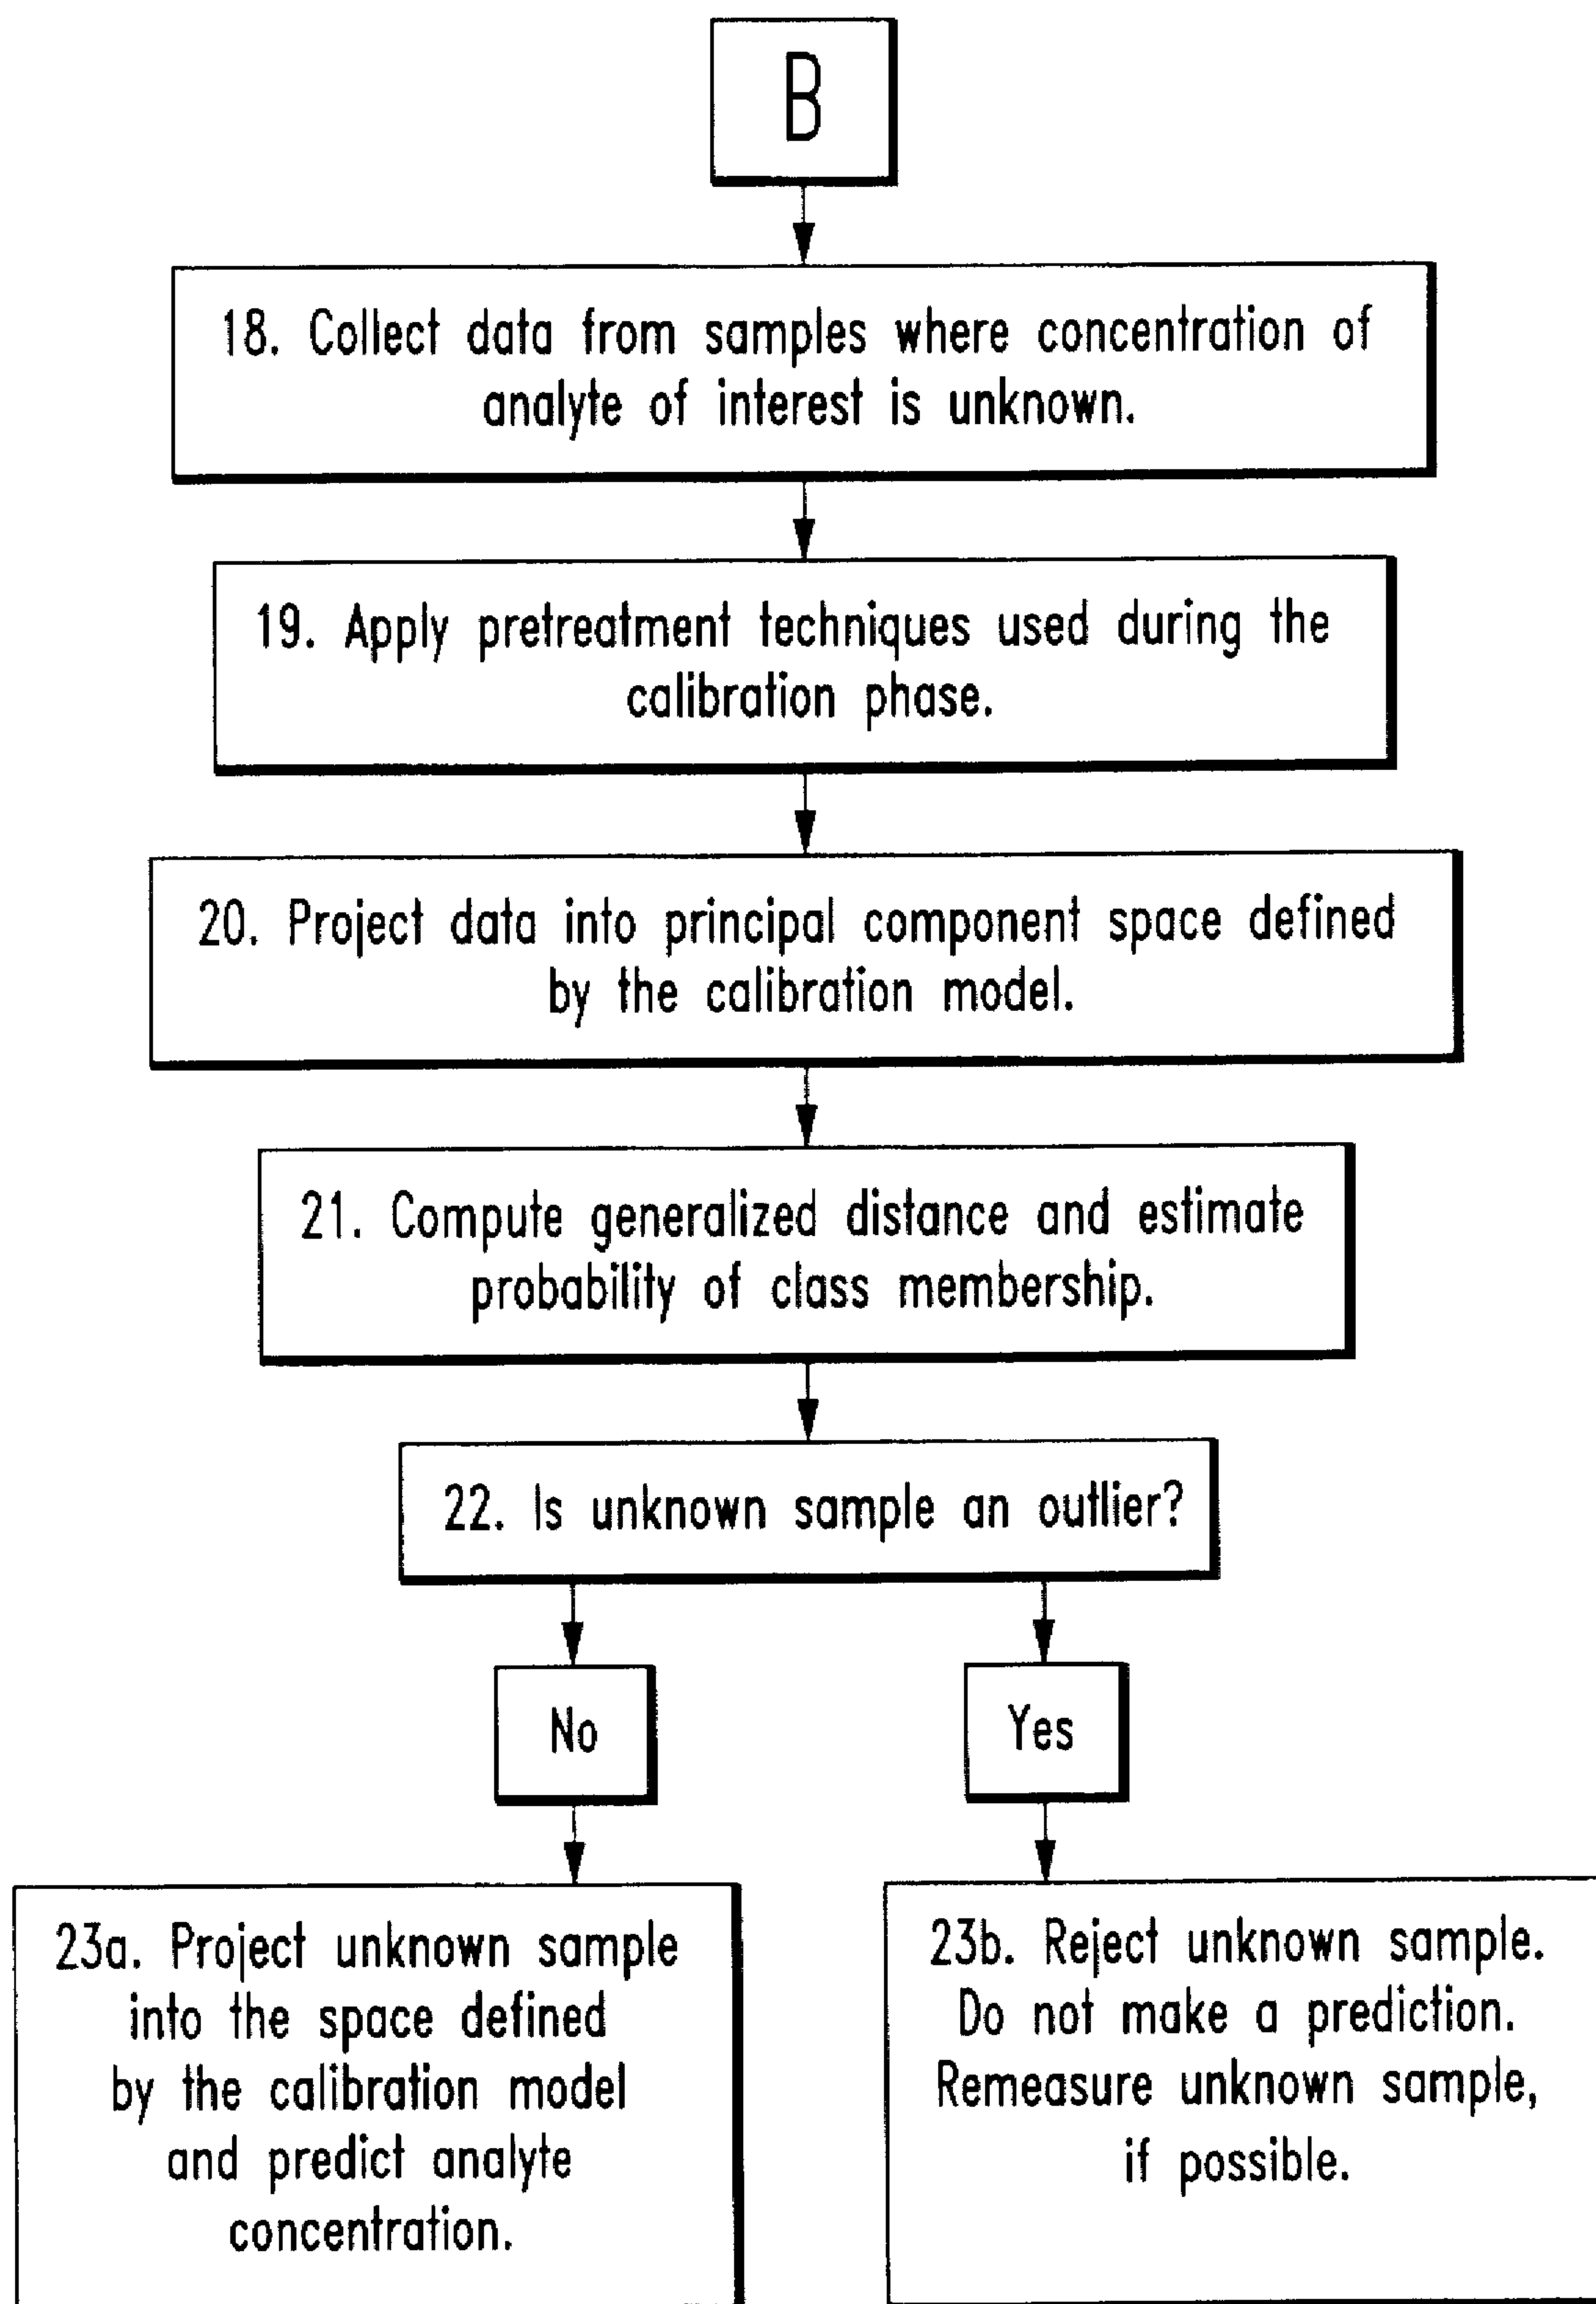 B
18. Collect data from samples where concentration of
analyte of interest is unknown.
19. Apply pretreatment techniques used during the
calibration phase.
20. Project data into principal component space defined
by the calibration model.
21. Compute generalized distance and estimate
probability of class membership.
22. Is unknown sample an outlier?
No
Yes
23a. Project unknown sample
into the space defined
by the calibration model
and predict analyte
concentration.
23b. Reject unknown sample.
Do not make a prediction.
Remeasure unknown sample,
if possible.